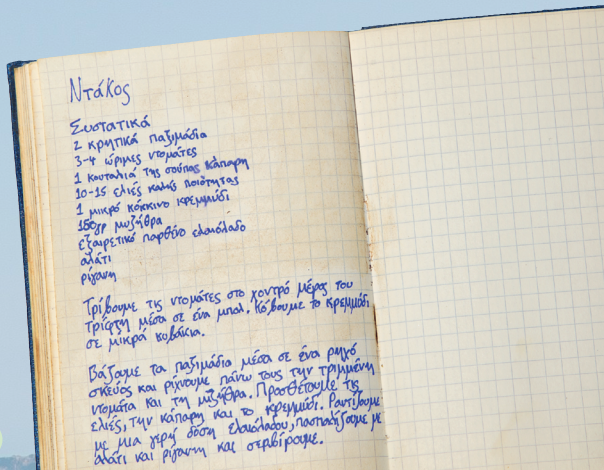 Ντάκος
Συστατικά
2 κρητικά παξιμάδια
3-4 ώριμες ντομάτες
1 κουταλιά της σούπας κάπαρη
10-15 ελιές καλής ποιότητας
1 μικρό κόκκινο κρεμμύδι
150γρ μυζήθρα
εξαιρετικό παρθένο ελαιόλαδο
αλάτι
ρίγανη
Τρίβουμε τις ντομάτες στο χοντρό μέρος του
τρίφτη μέσα σε ένα μπολ. Κόβουμε το κρεμμύδι
σε μικρά κυβάκια.
Βάζουμε τα παξιμάδια μέσα σε ένα ρηχό
σκεύος και ρίχνουμε πάνω τους την τριμμένη
ντομάτα και τη μυζήθρα. Προσθέτουμε τις
ελιές, την κάπαρη και το κρεμμύδι. Ραντίζουμε
με μια γερή δόση ελαιόλαδου, πασπαλίζουμε με
αλάτι και ρίγανη και σερβίρουμε.